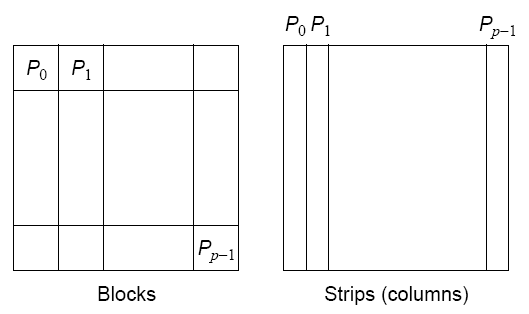 P0 P1 Pp−1
P0 P1
Pp−1
Blocks
Strips (columns)